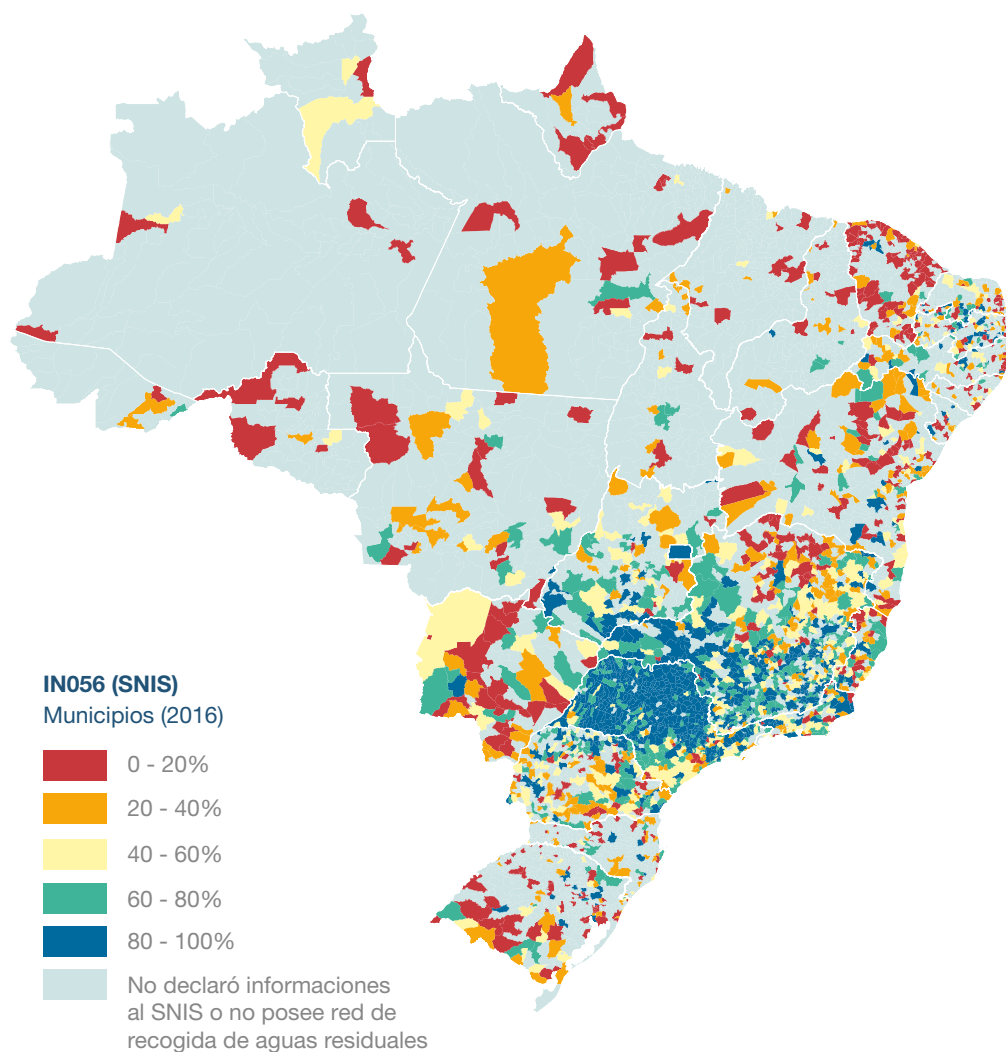 IN056 (SNIS)
Municipios (2016)
0 - 20%
20 - 40%
40 - 60%
60 - 80%
80 - 100%
No declaró informaciones
al SNIS o no posee red de
recogida de aguas residuales